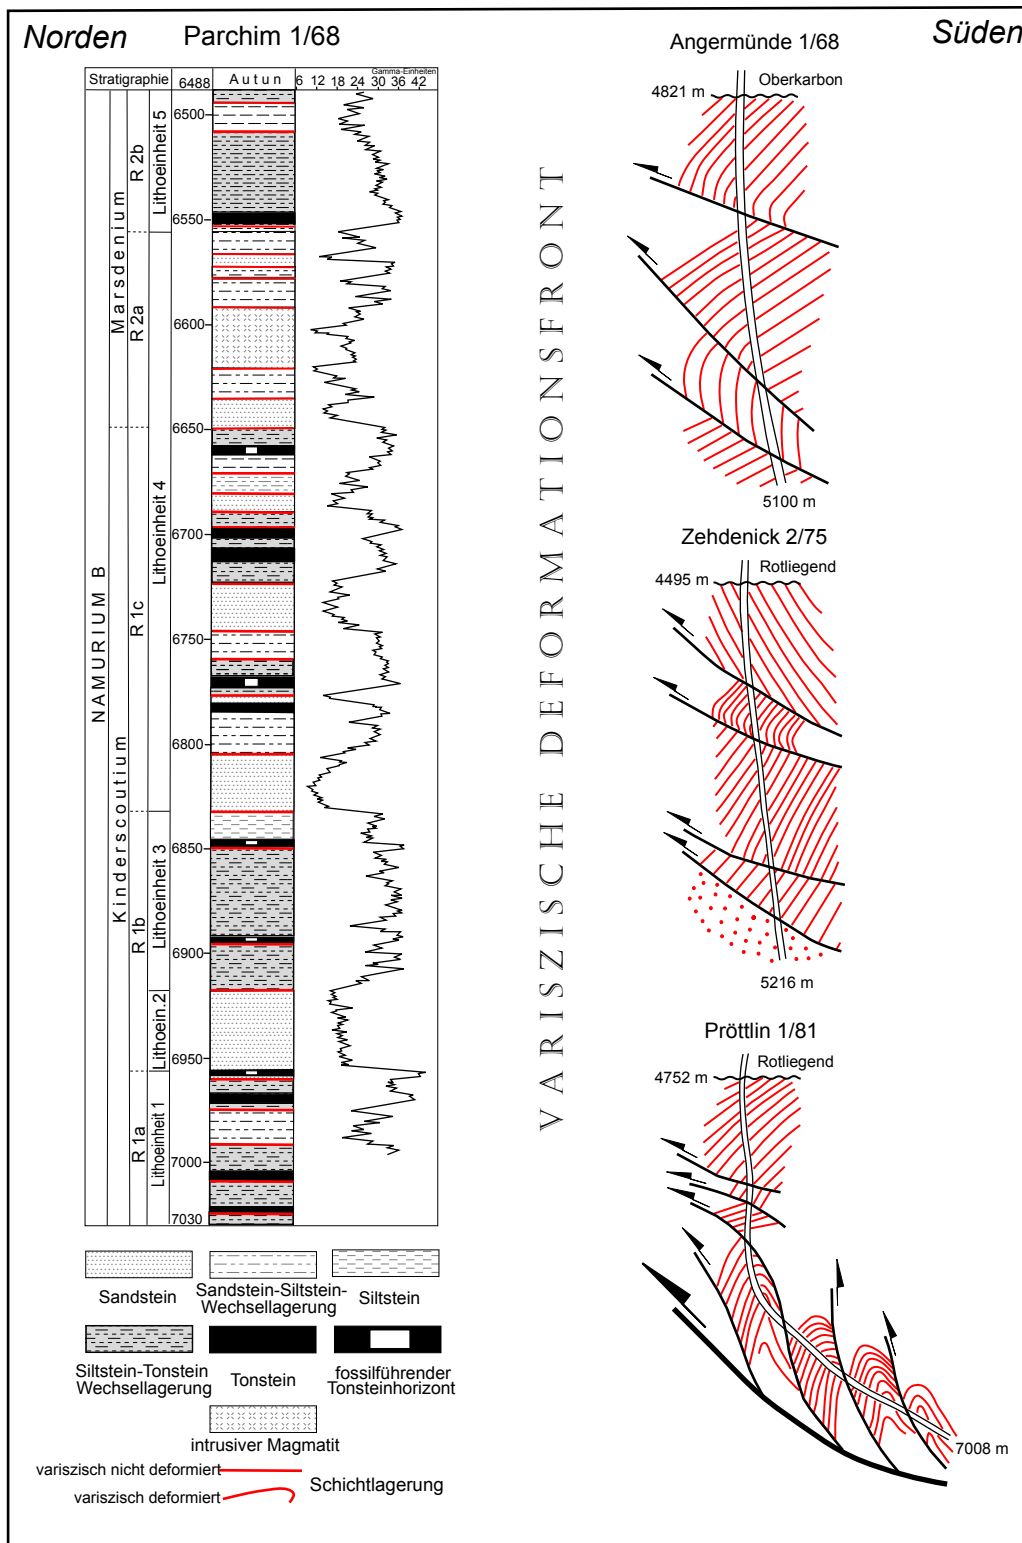 Norden
Parchim 1/68
Angermünde 1/68
Süden
Stratigraphie
6488
Autun
Gamma-Einheiten
6 12 18 24 30 36 42
NAMURIUM B
Marsdenium
Kinderscoutium
R 2b
R 2a
R 1c
R 1b
R 1a
Lithoeinheit 5
Lithoeinheit 4
Lithoeinheit 3
Lithoein.2
Lithoeinheit 1
6500
6550
6600
6650
6700
6750
6800
6850
6900
6950
7000
7030
VARISZISCHE DEFORMATIONSFRONT
4821 m
Oberkarbon
5100 m
Zehdenick 2/75
4495 m
Rotliegend
5216 m
Pröttlin 1/81
4752 m
Rotliegend
7008 m
Sandstein
Sandstein-Siltstein-
Wechsellagerung
Siltstein
Siltstein-Tonstein
Wechsellagerung
Tonstein
fossilführender
Tonsteinhorizont
intrusiver Magmatit
variszisch nicht deformiert
Schichtlagerung
variszisch deformiert